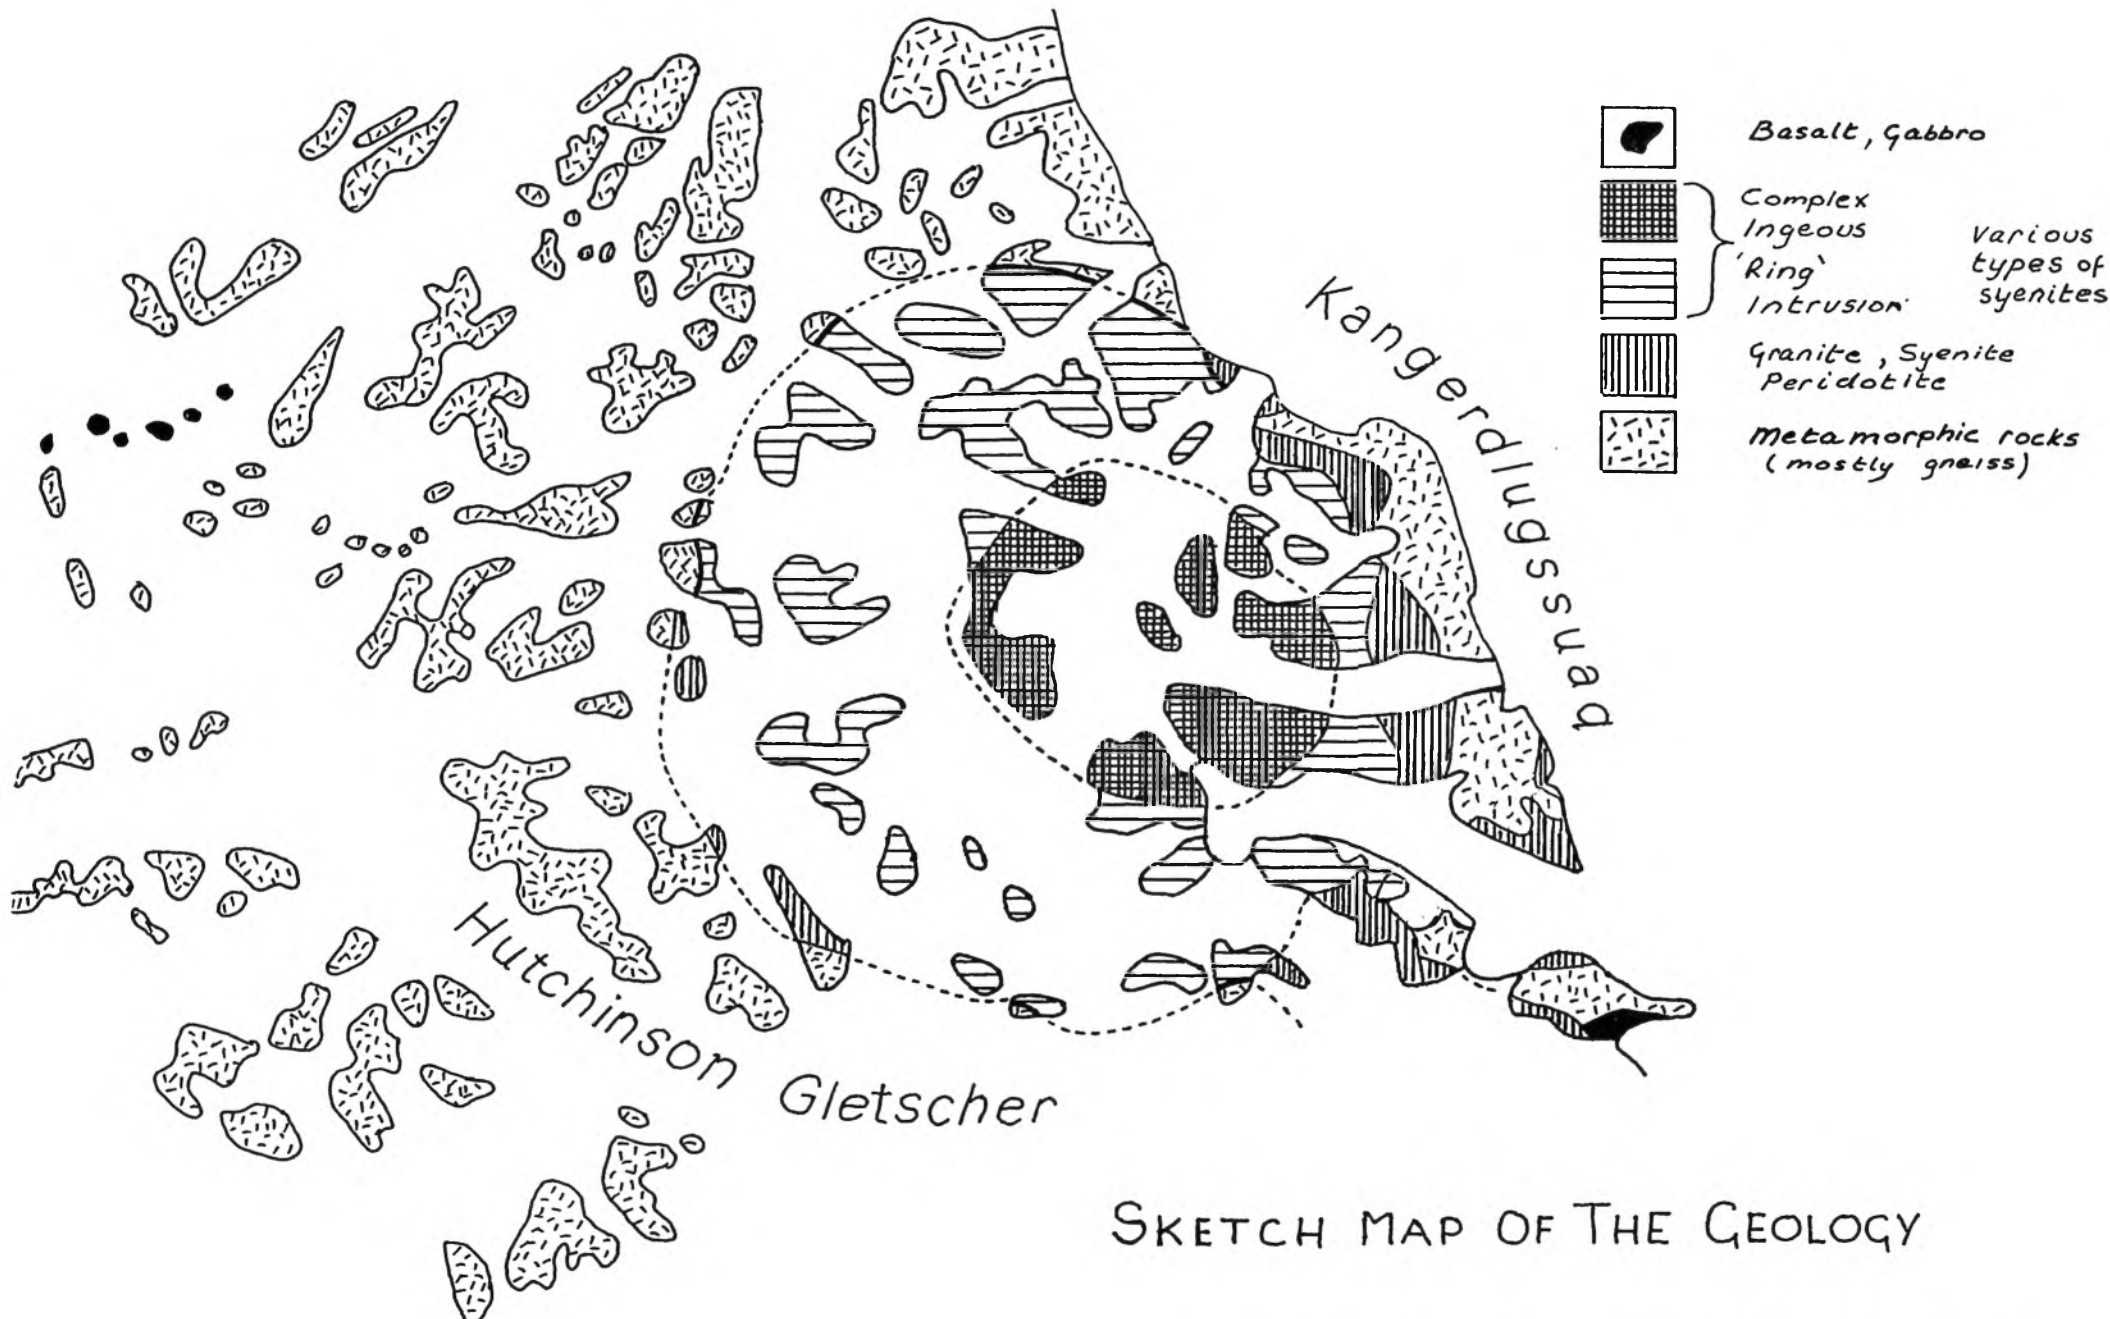 Basalt, Gabbro
Complex
Ingeous
'Ring'
Intrusion
Various
types of
syenites
Granite, Syenite
Peridotite
Metamorphic rocks
(mostly gneiss)
Kangerdlugssuaq
Hutchinson Gletscher
SKETCH MAP OF THE GEOLOGY